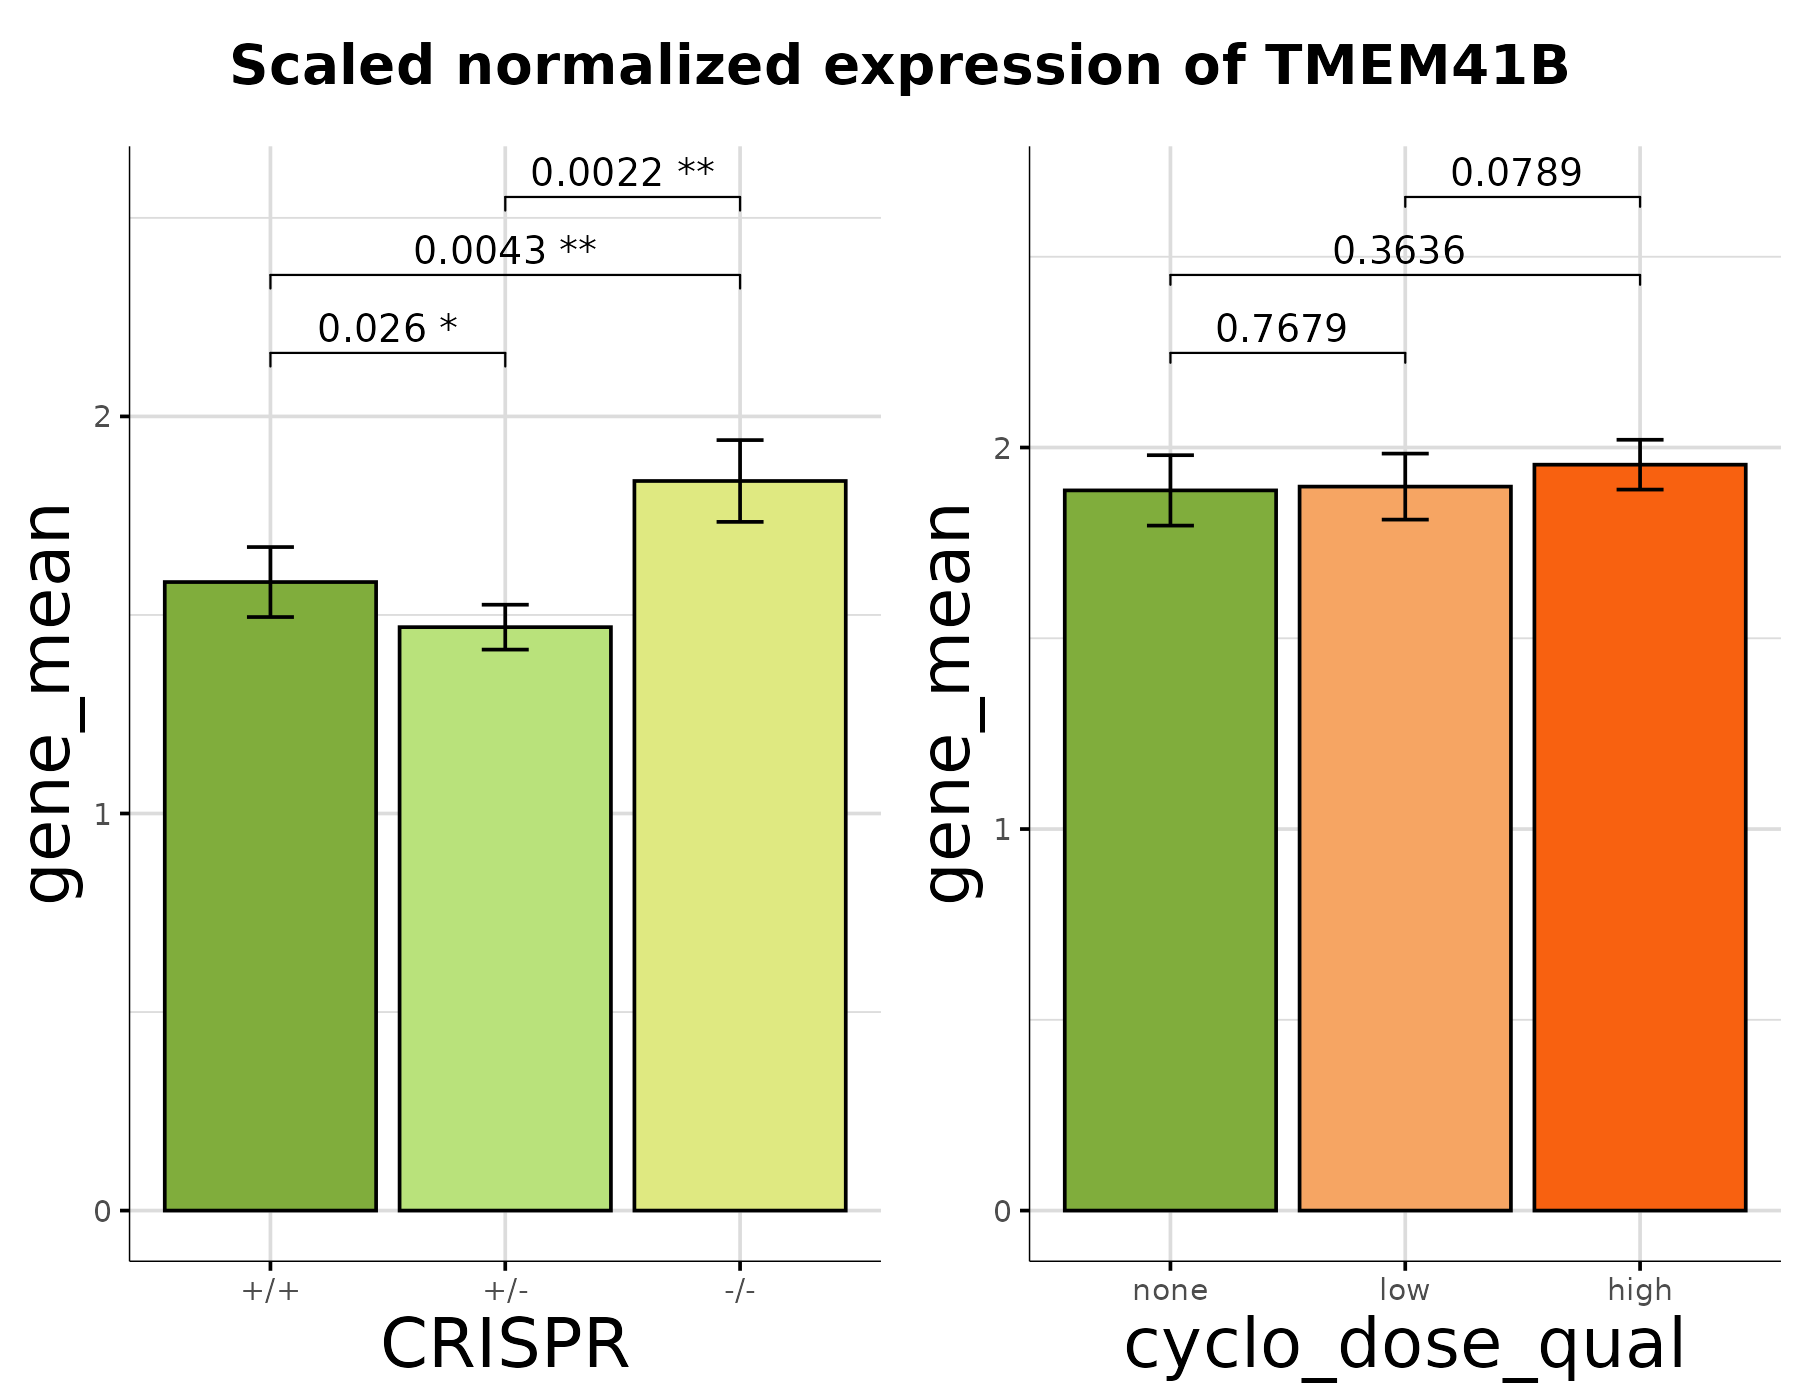 Scaled normalized expression of TMEM41B
0.0022 **
0.0043 **
0.026 *
2
1
0
gene_mean
+/+ +/- -/-
CRISPR
0.0789
0.3636
0.7679
2
1
0
gene_mean
none low high
cyclo_dose_qual